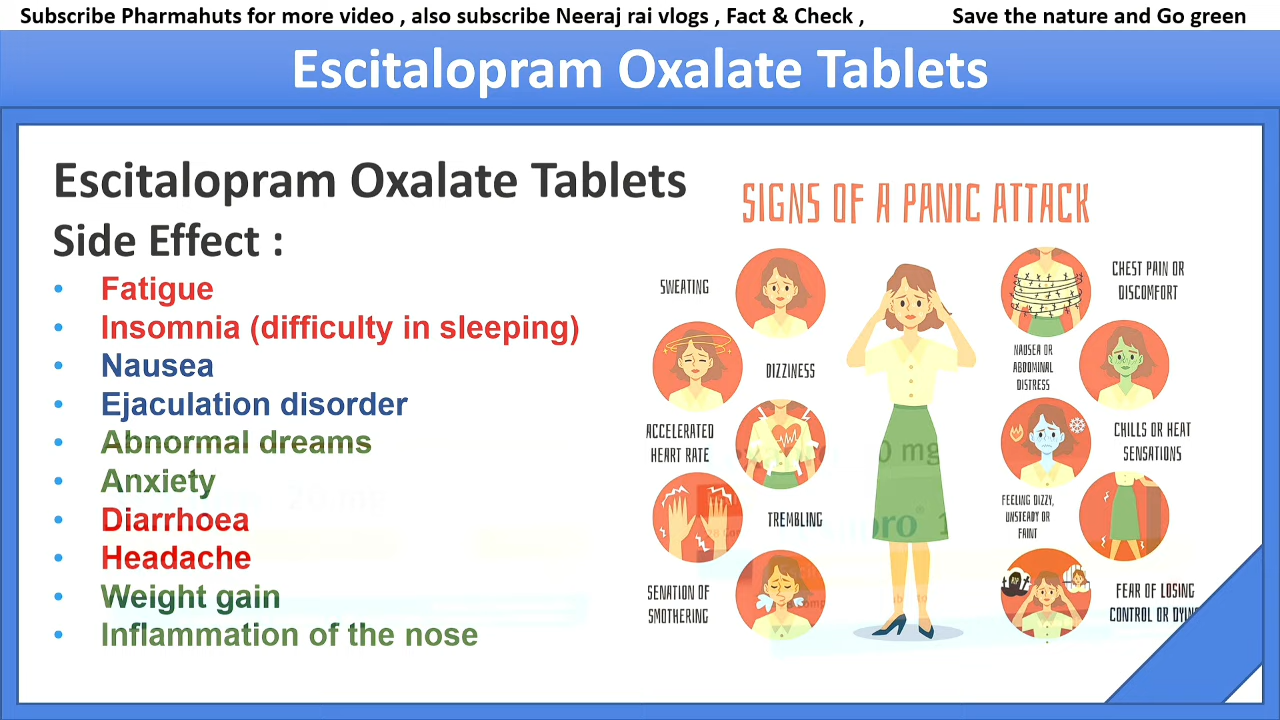 Subscribe Pharmahuts for more video , also subscribe Neeraj rai vlogs , Fact & Check , Save the nature and Go green
Escitalopram Oxalate Tablets
Escitalopram Oxalate Tablets
Side Effect :
• Fatigue
• Insomnia (difficulty in sleeping)
• Nausea
• Ejaculation disorder
• Abnormal dreams
• Anxiety
• Diarrhoea
• Headache
• Weight gain
• Inflammation of the nose
SIGNS OF A PANIC ATTACK
SWEATING
DIZZINESS
ACCELERATED
HEART RATE
TREMBLING
SENATION OF
SMOTHERING
CHEST PAIN OR
DISCOMFORT
NAUSEA OR
ABDOMINAL
DISTRESS
CHILLS OR HEAT
SENSATIONS
FEELING DIZZY,
UNSTEADY OR
FAINT
FEAR OF LOSING
CONTROL OR
20 mg
0 mg